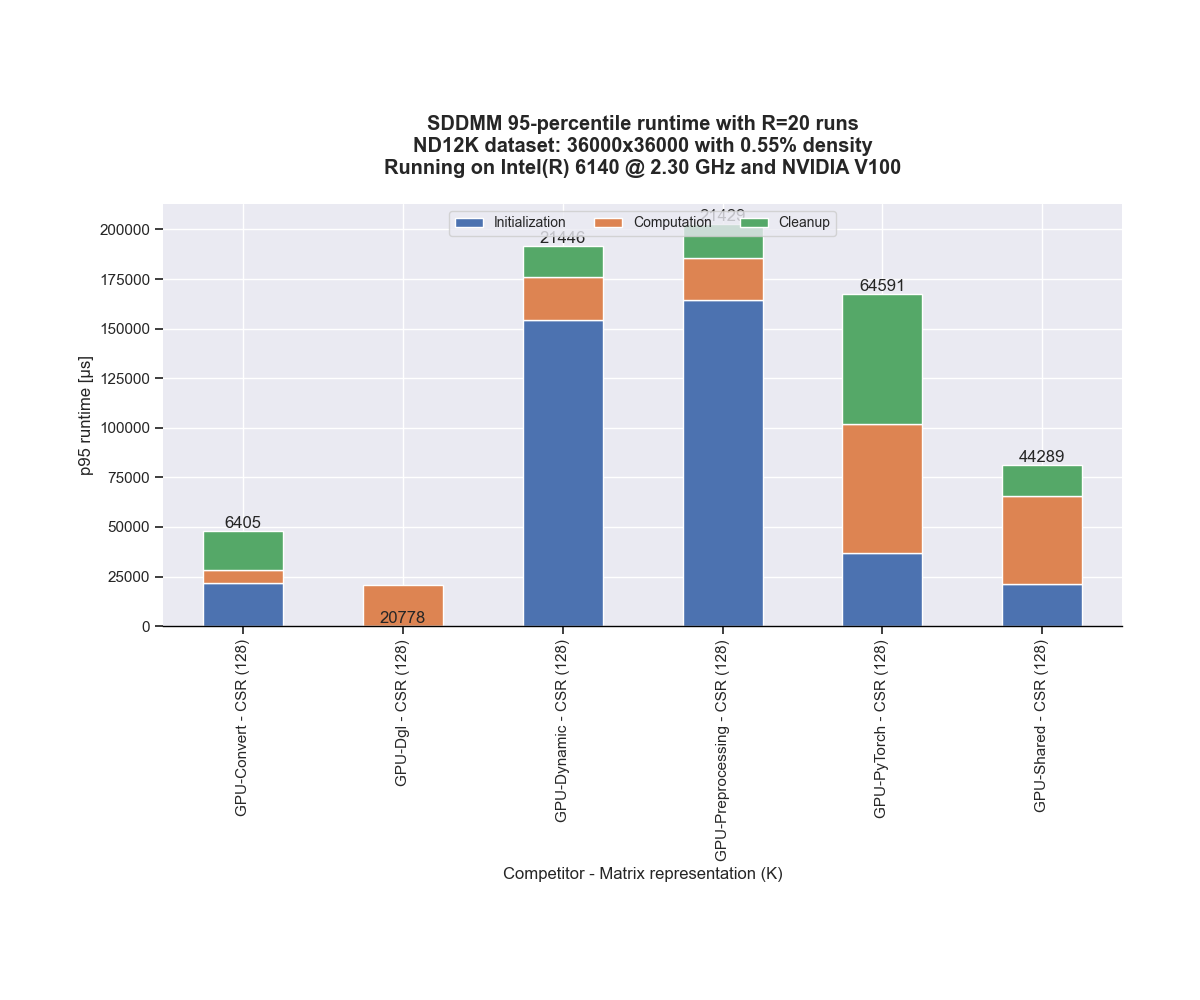 SDDMM 95-percentile runtime with R=20 runs
ND12K dataset: 36000x36000 with 0.55% density
Running on Intel(R) 6140 @ 2.30 GHz and NVIDIA V100
Initialization
Computation
Cleanup
p95 runtime [µs]
200000
175000
150000
125000
100000
75000
50000
25000
0
6405
20778
21446
21429
64591
44289
GPU-Convert - CSR (128)
GPU-Dgl - CSR (128)
GPU-Dynamic - CSR (128)
GPU-Preprocessing - CSR (128)
GPU-PyTorch - CSR (128)
GPU-Shared - CSR (128)
Competitor - Matrix representation (K)